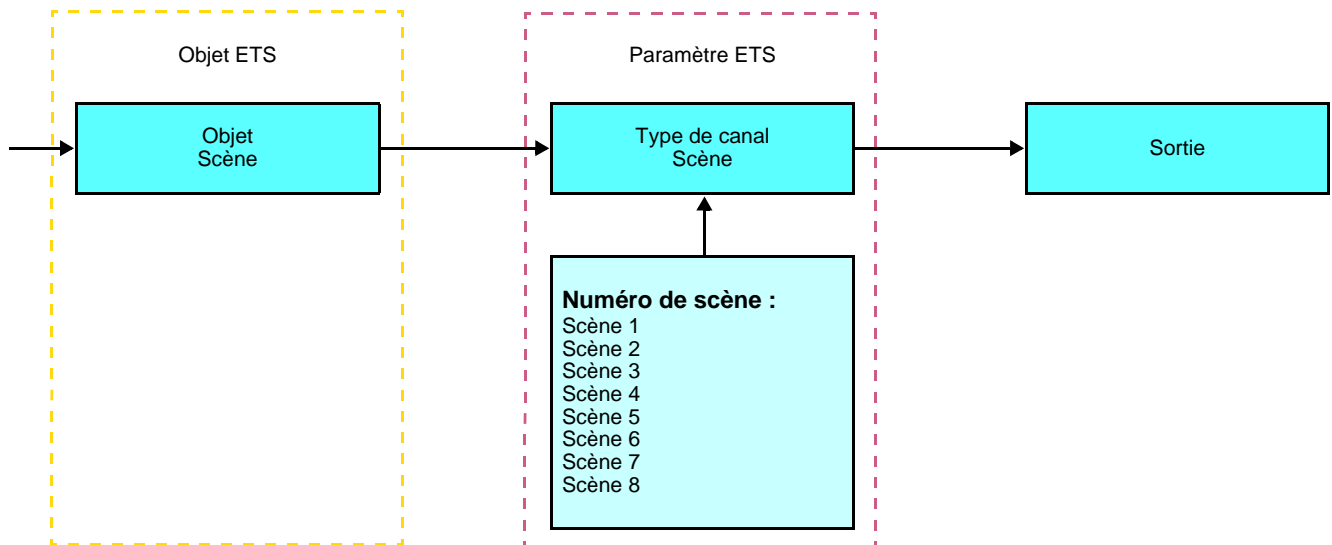 Objet ETS
Paramètre ETS
Objet
Scène
Type de canal
Scène
Sortie
Numéro de scène :
Scène 1
Scène 2
Scène 3
Scène 4
Scène 5
Scène 6
Scène 7
Scène 8